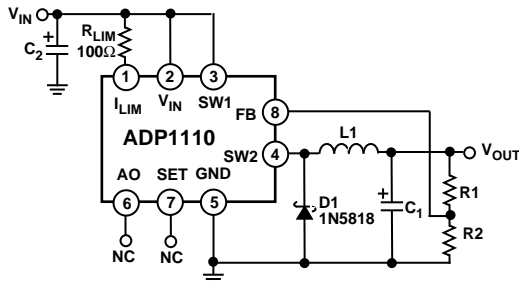 VIN
C2
+
RLIM
100Ω
1
2
3
ILIM
VIN
SW1
FB
8
ADP1110
SW2
4
L1
VOUT
AO
SET
GND
6
7
5
NC
NC
D1
1N5818
+
C1
R1
R2